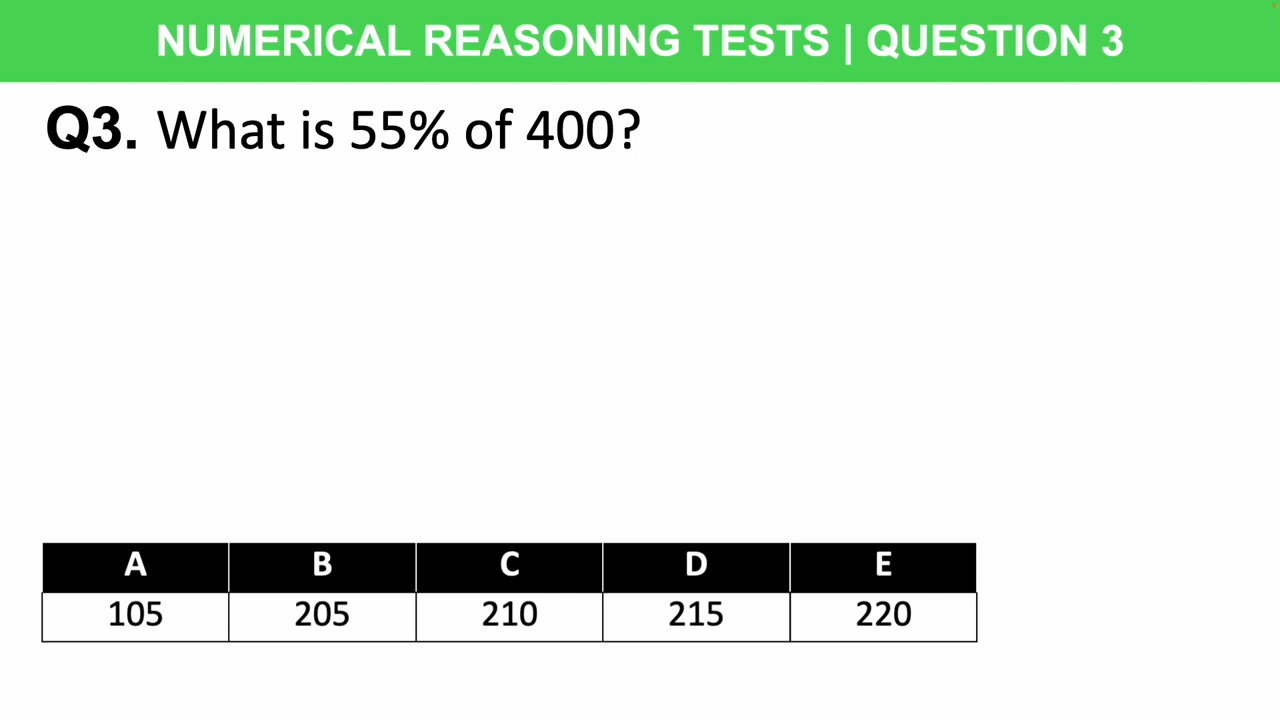 NUMERICAL REASONING TESTS | QUESTION 3
Q3. What is 55% of 400?
A B C D E
105 205 210 215 220